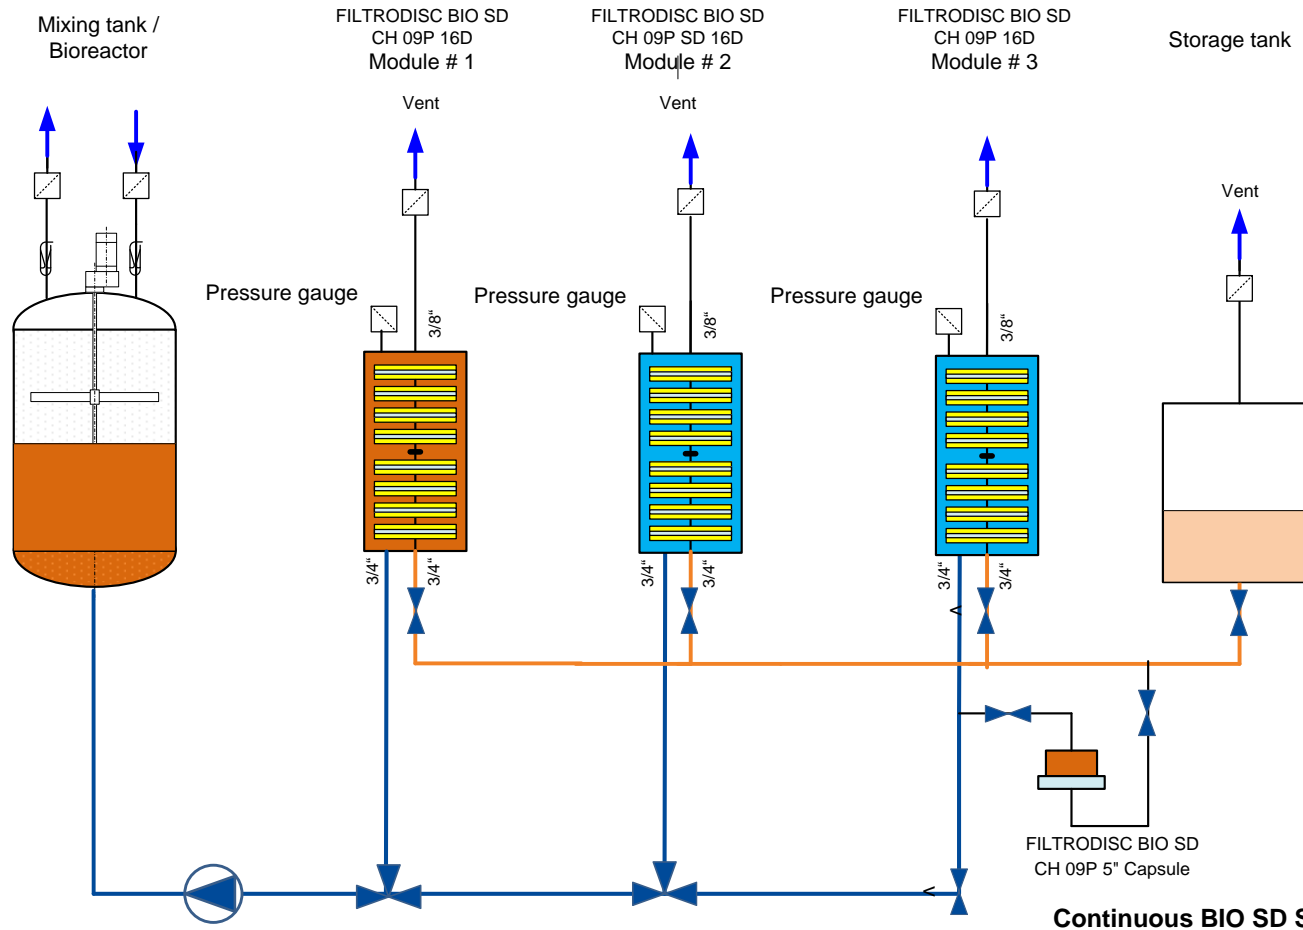 Mixing tank /
Bioreactor
FILTRODISC BIO SD
CH 09P 16D
Module # 1
FILTRODISC BIO SD
CH 09P SD 16D
Module # 2
FILTRODISC BIO SD
CH 09P 16D
Module # 3
Storage tank
Vent
Vent
Vent
Pressure gauge
Pressure gauge
Pressure gauge
3/8“
3/8“
3/8“
3/4“
3/4“
3/4“
3/4“
3/4“
3/4“
FILTRODISC BIO SD
CH 09P 5" Capsule
Continuous BIO SD S